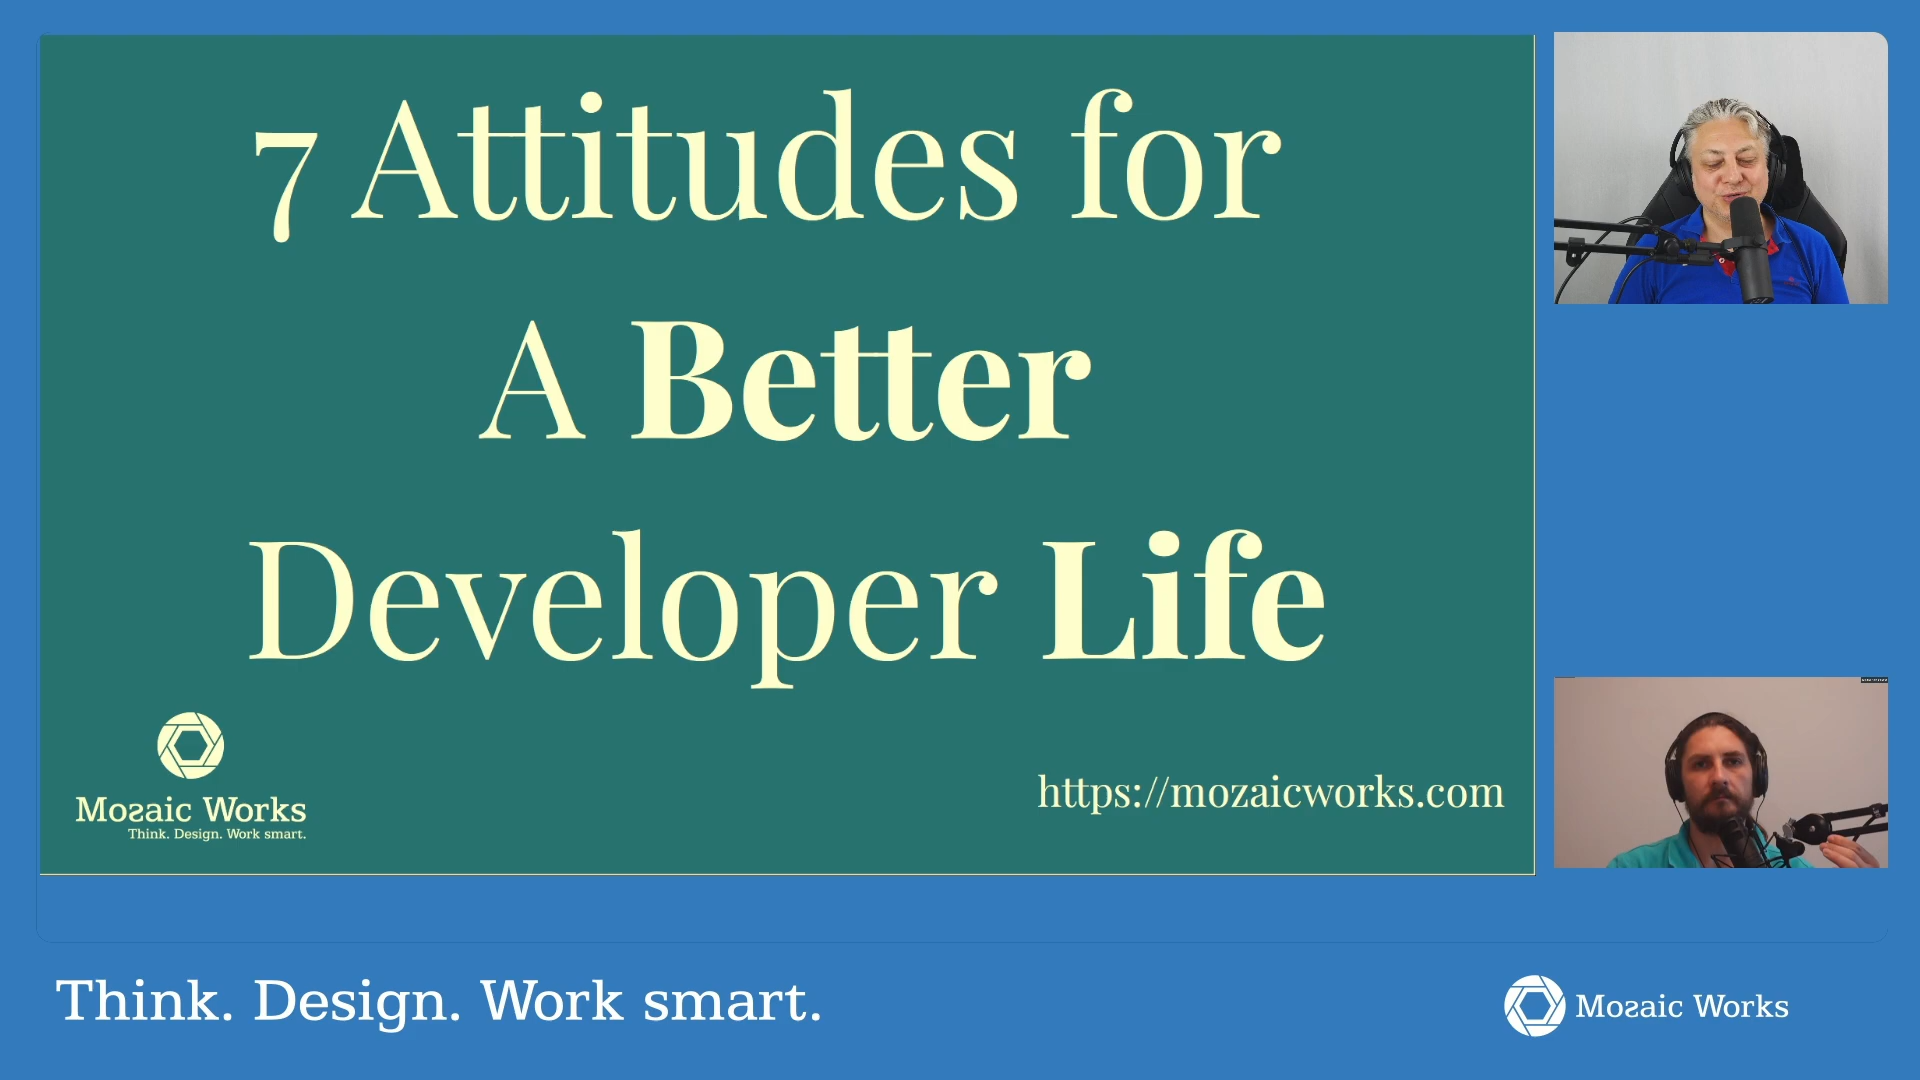 7 Attitudes for
A Better
Developer Life
Mozaic Works
Think. Design. Work smart.
https://mozaicworks.com
Think. Design. Work smart.
Mozaic Works